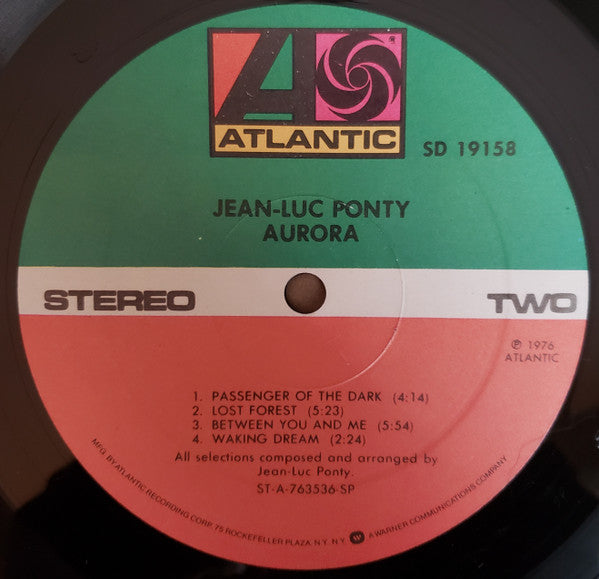 ATLANTIC
SD 19158
JEAN-LUC PONTY
AURORA
STEREO
TWO
℗ 1976
ATLANTIC
1. PASSENGER OF THE DARK (4:14)
2. LOST FOREST (5:23)
3. BETWEEN YOU AND ME (5:54)
4. WAKING DREAM (2:24)
All selections composed and arranged by
Jean-Luc Ponty.
ST-A-763536-SP
MFG. BY ATLANTIC RECORDING CORP. 75 ROCKEFELLER PLAZA, N.Y. N.Y. A WARNER COMMUNICATIONS COMPANY